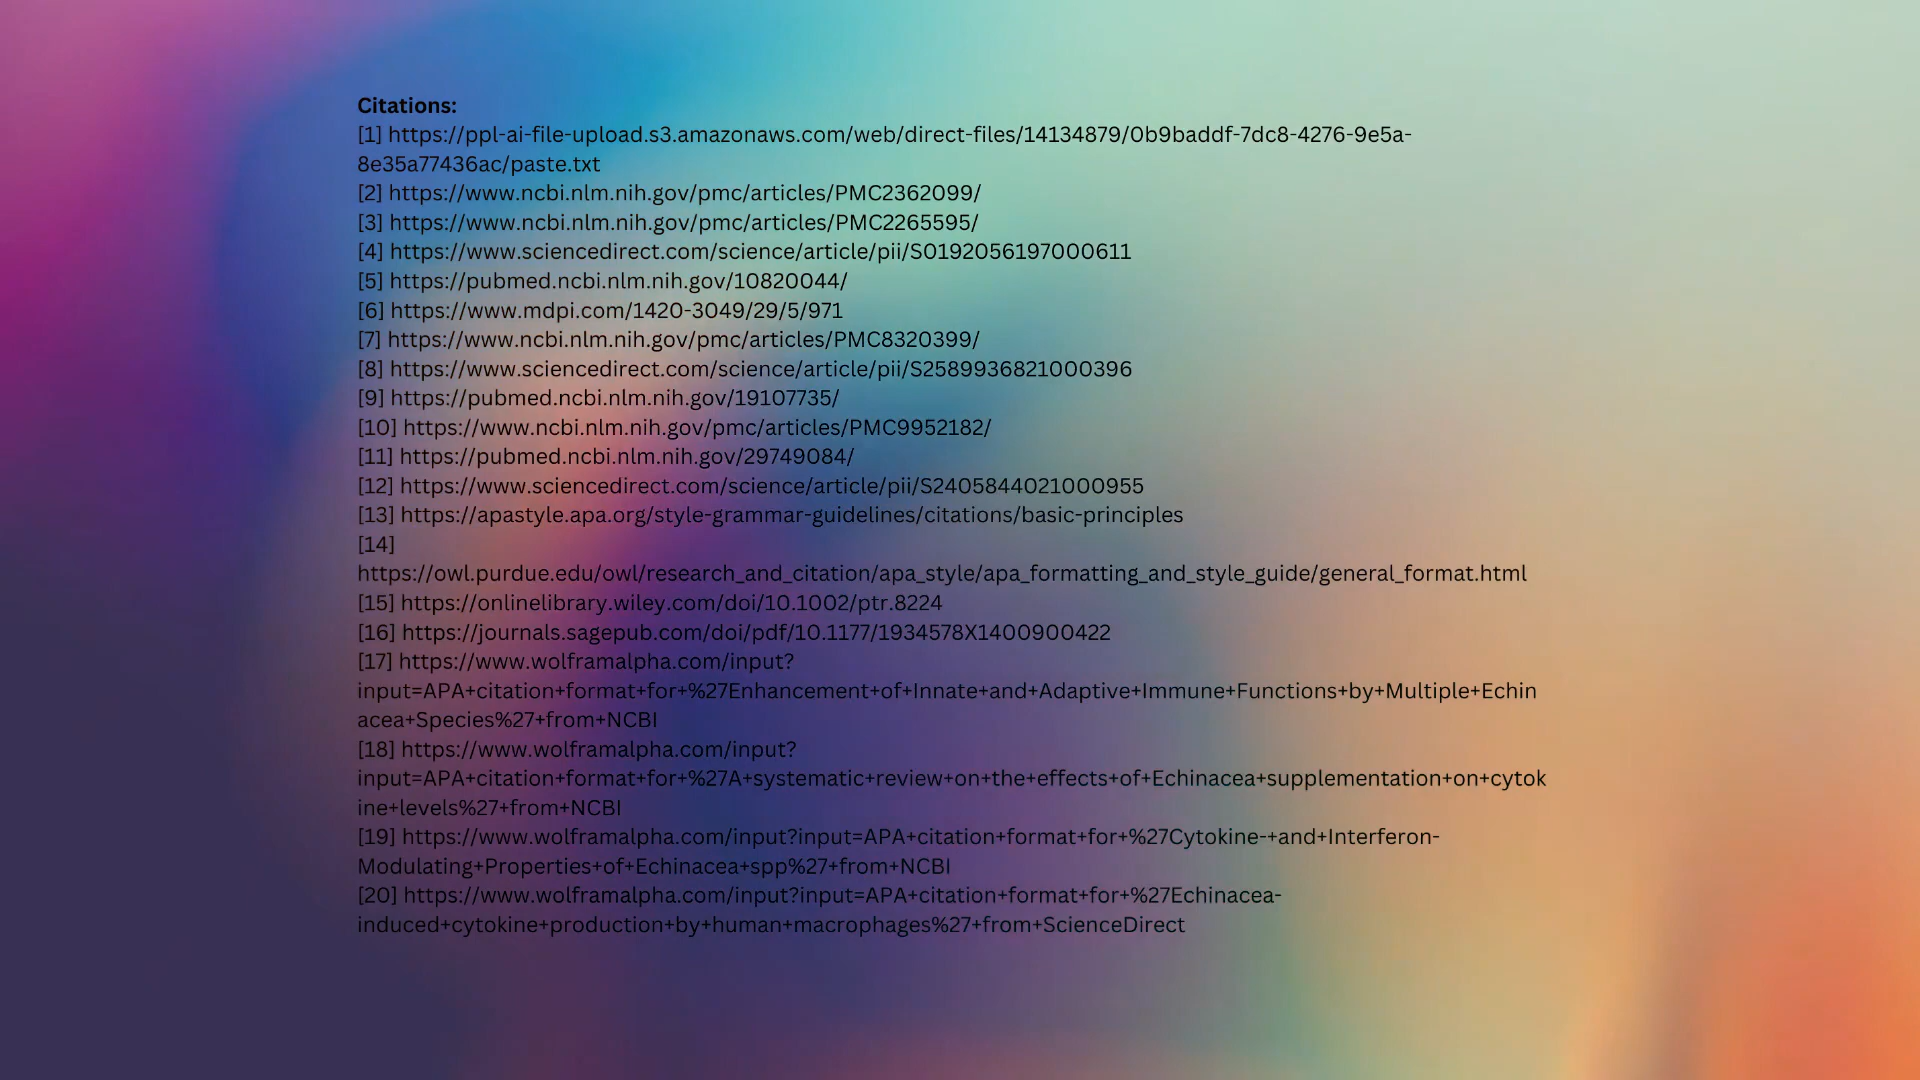 Citations:
[1] https://ppl-ai-file-upload.s3.amazonaws.com/web/direct-files/14134879/0b9baddf-7dc8-4276-9e5a-
8e35a77436ac/paste.txt
[2] https://www.ncbi.nlm.nih.gov/pmc/articles/PMC2362099/
[3] https://www.ncbi.nlm.nih.gov/pmc/articles/PMC2265595/
[4] https://www.sciencedirect.com/science/article/pii/S0192056197000611
[5] https://pubmed.ncbi.nlm.nih.gov/10820044/
[6] https://www.mdpi.com/1420-3049/29/5/971
[7] https://www.ncbi.nlm.nih.gov/pmc/articles/PMC8320399/
[8] https://www.sciencedirect.com/science/article/pii/S2589936821000396
[9] https://pubmed.ncbi.nlm.nih.gov/19107735/
[10] https://www.ncbi.nlm.nih.gov/pmc/articles/PMC9952182/
[11] https://pubmed.ncbi.nlm.nih.gov/29749084/
[12] https://www.sciencedirect.com/science/article/pii/S2405844021000955
[13] https://apastyle.apa.org/style-grammar-guidelines/citations/basic-principles
[14]
https://owl.purdue.edu/owl/research_and_citation/apa_style/apa_formatting_and_style_guide/general_format.html
[15] https://onlinelibrary.wiley.com/doi/10.1002/ptr.8224
[16] https://journals.sagepub.com/doi/pdf/10.1177/1934578X1400900422
[17] https://www.wolframalpha.com/input?
input=APA+citation+format+for+%27Enhancement+of+Innate+and+Adaptive+Immune+Functions+by+Multiple+Echin
acea+Species%27+from+NCBI
[18] https://www.wolframalpha.com/input?
input=APA+citation+format+for+%27A+systematic+review+on+the+effects+of+Echinacea+supplementation+on+cytok
ine+levels%27+from+NCBI
[19] https://www.wolframalpha.com/input?input=APA+citation+format+for+%27Cytokine-+and+Interferon-
Modulating+Properties+of+Echinacea+spp%27+from+NCBI
[20] https://www.wolframalpha.com/input?input=APA+citation+format+for+%27Echinacea-
induced+cytokine+production+by+human+macrophages%27+from+ScienceDirect